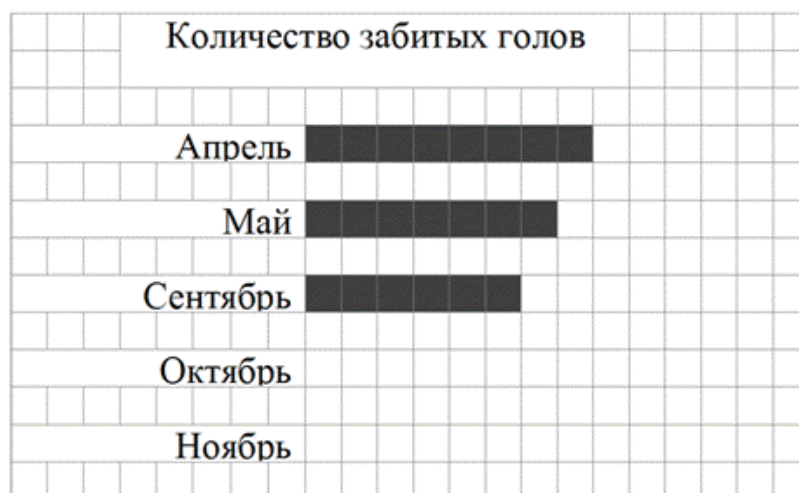 Количество забитых голов
Апрель
Май
Сентябрь
Октябрь
Ноябрь